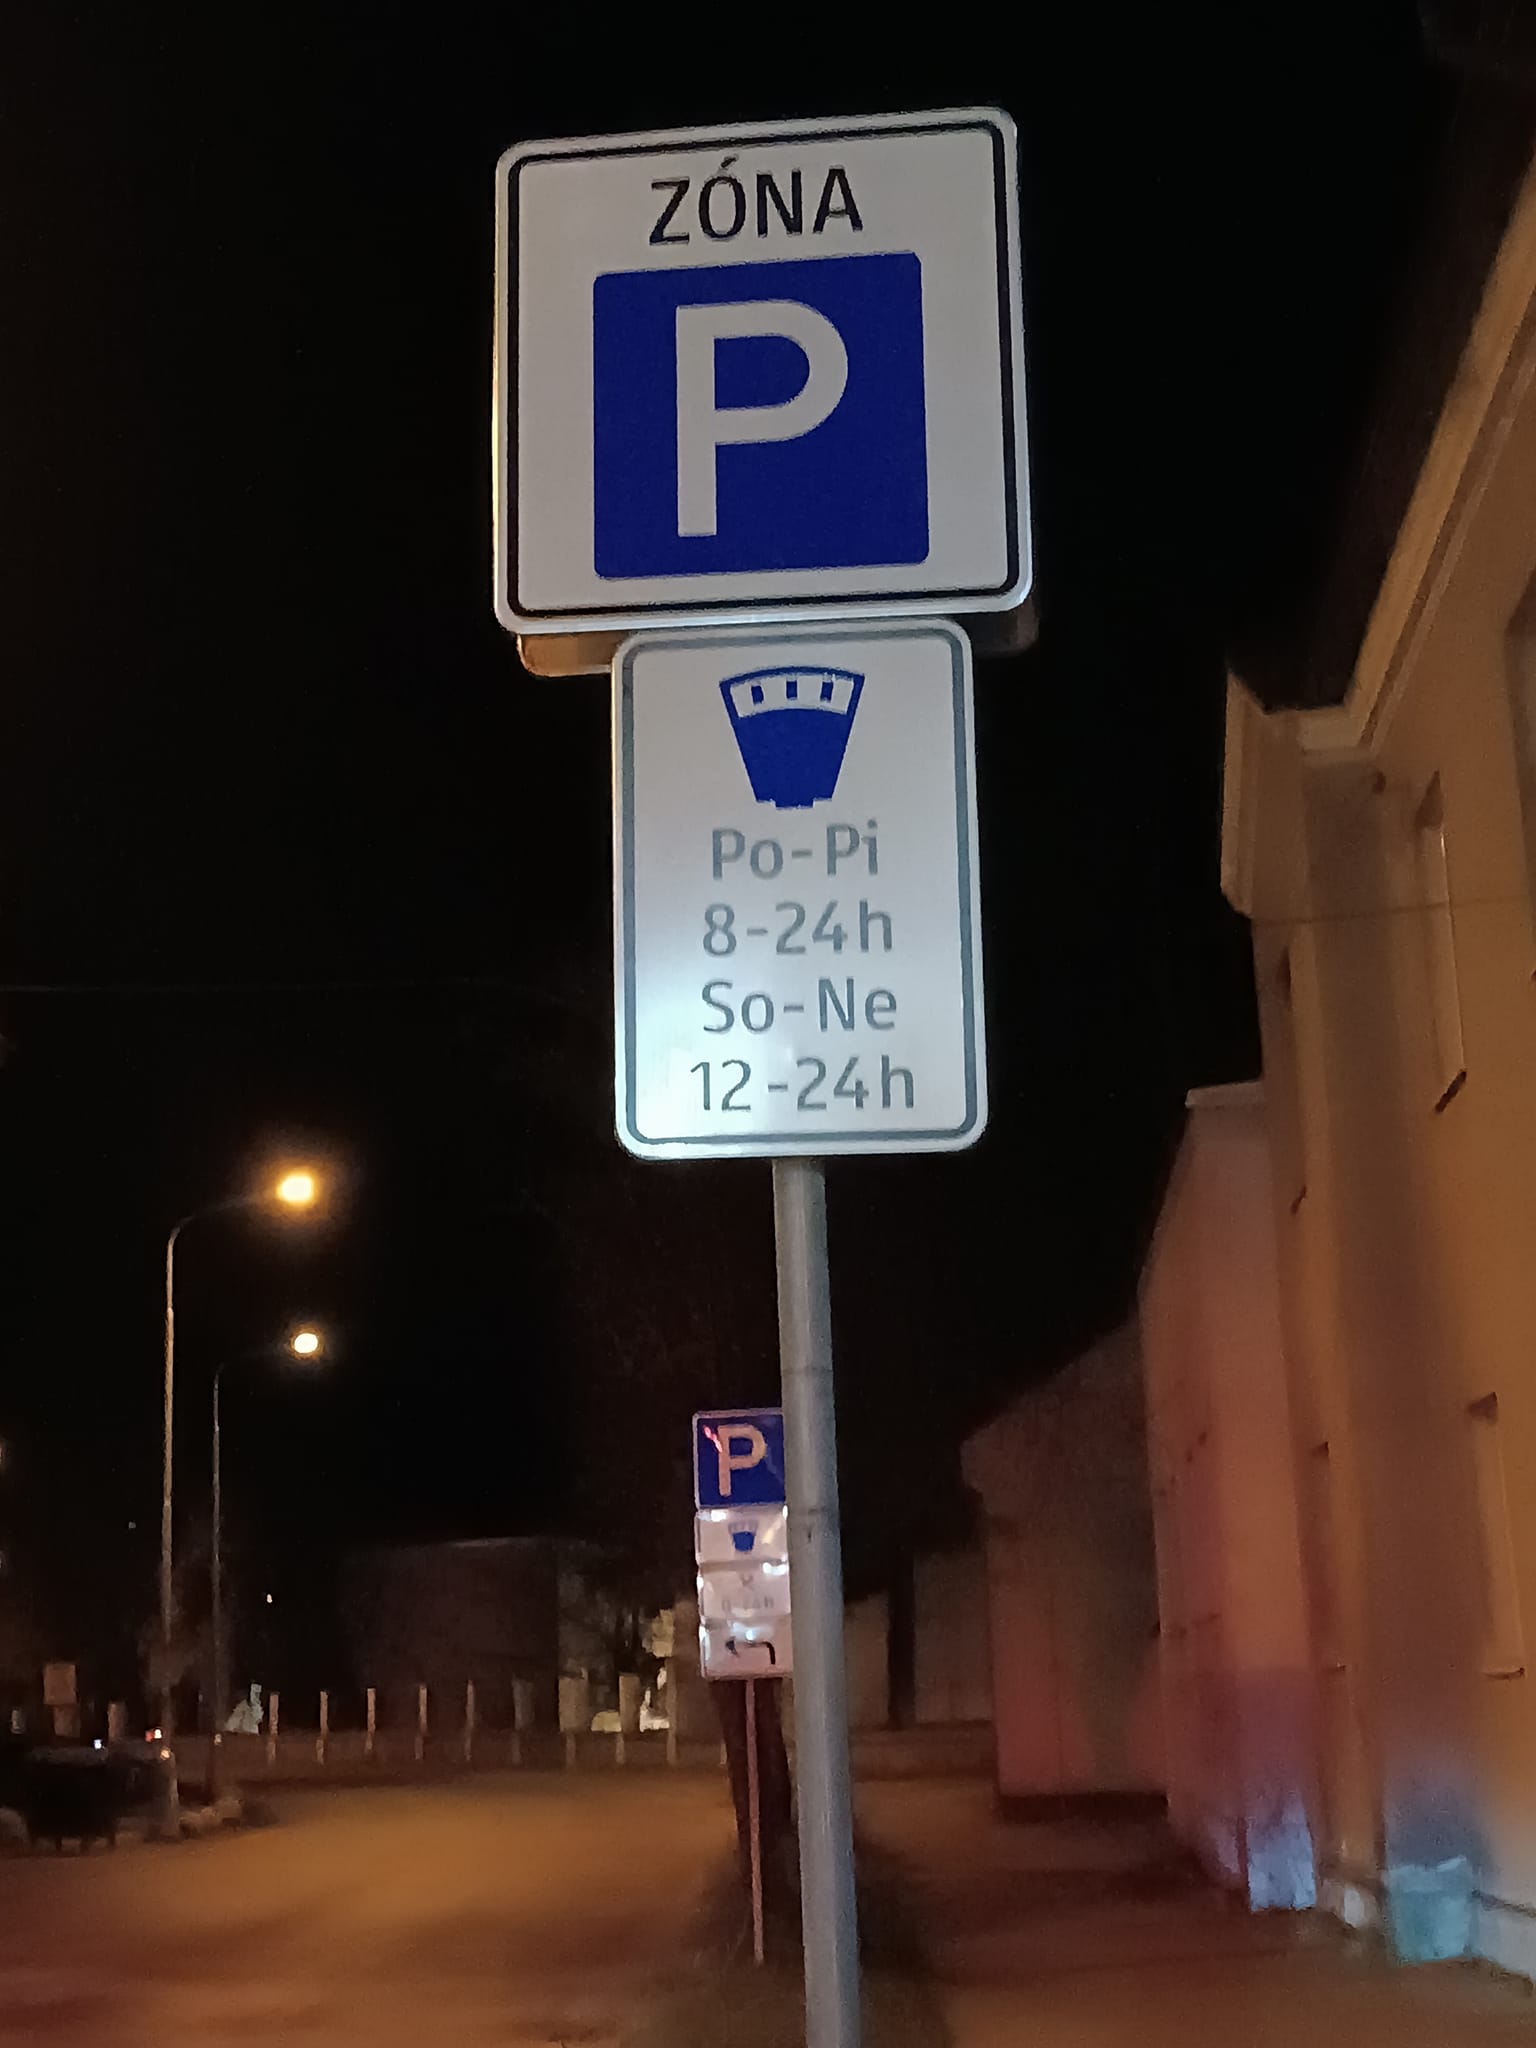 ZÓNA
P
Po-Pi
8-24h
So-Ne
12-24h
P